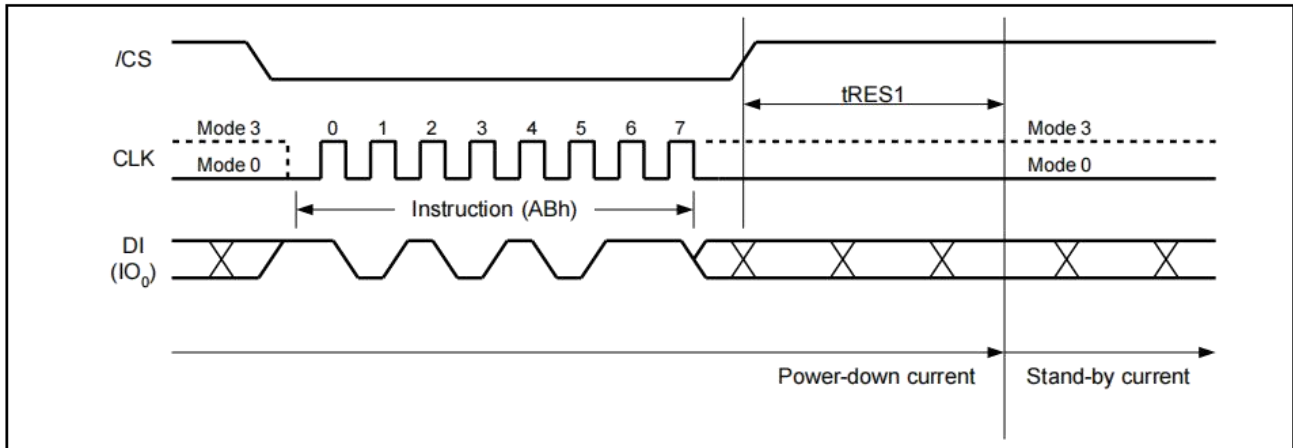 /CS
tRES1
Mode 3 0 1 2 3 4 5 6 7 Mode 3
CLK
Mode 0 Mode 0
Instruction (ABh)
DI
(IO0)
Power-down current Stand-by current